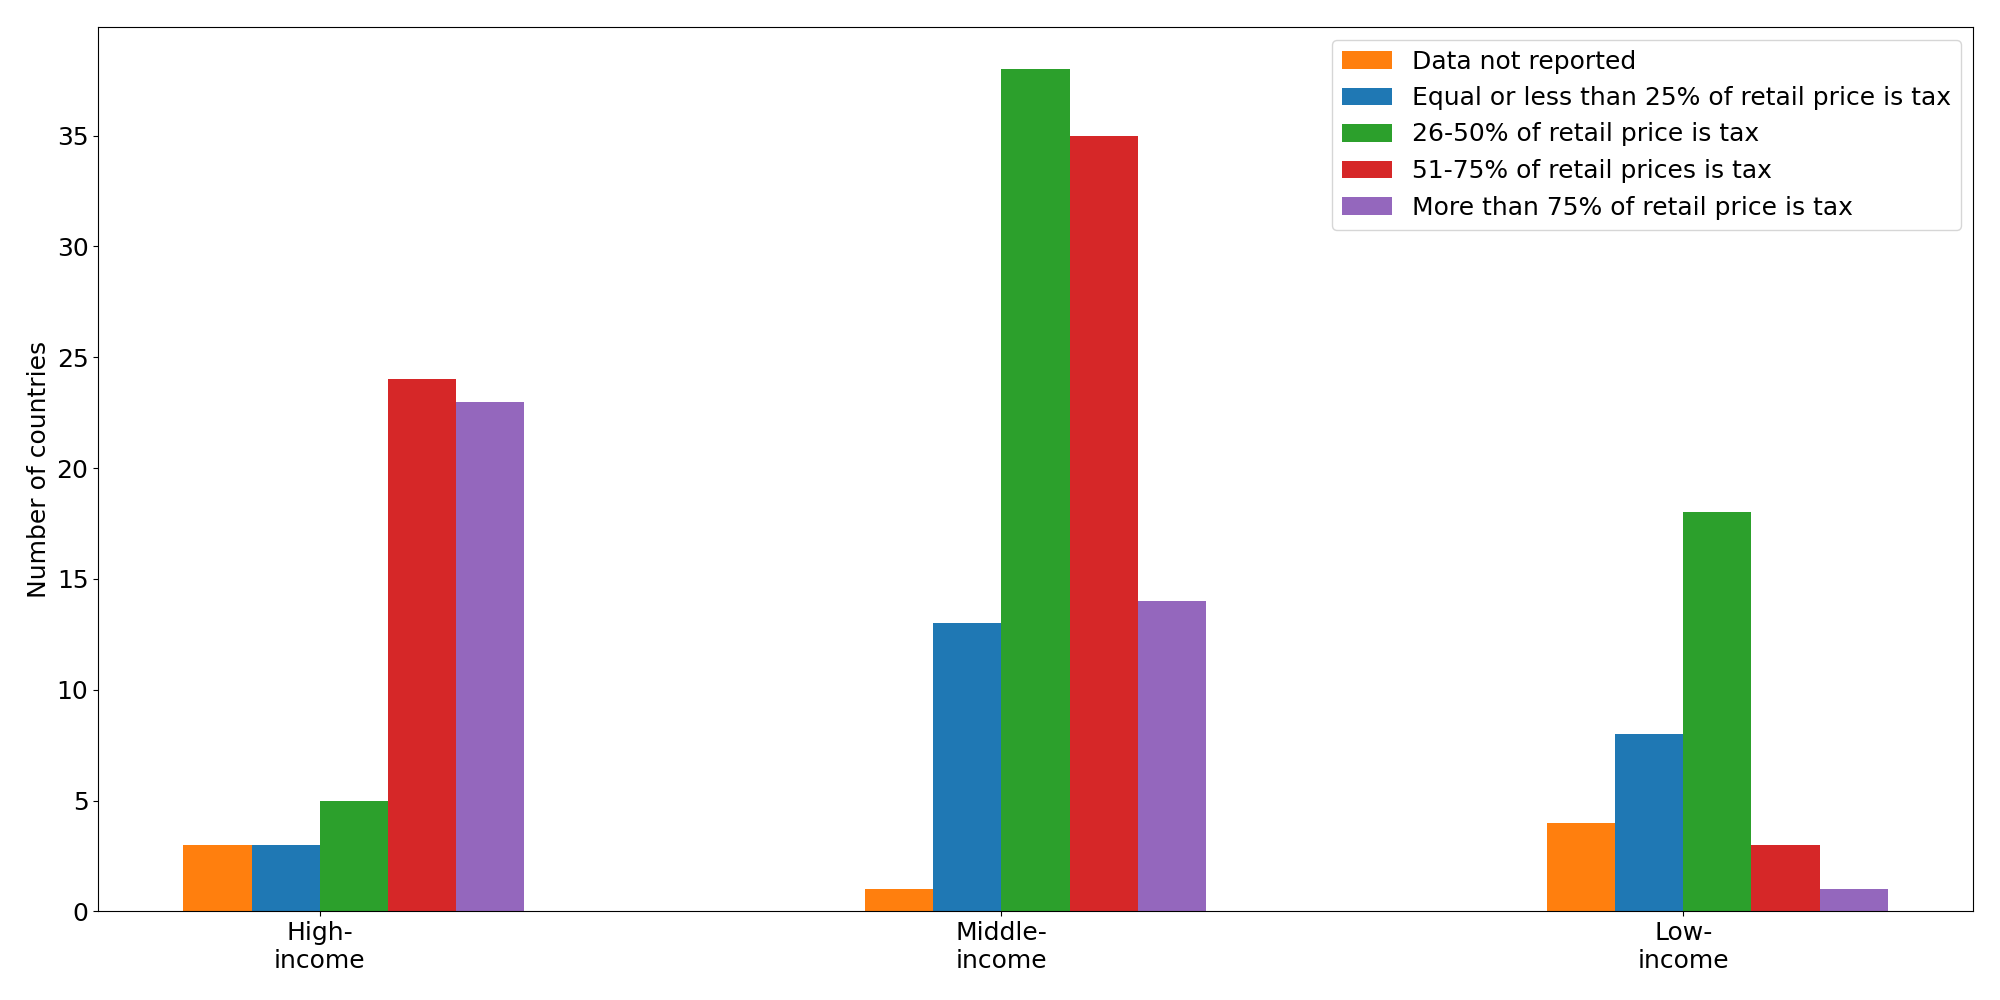 Data not reported
Equal or less than 25% of retail price is tax
26-50% of retail price is tax
51-75% of retail prices is tax
More than 75% of retail price is tax
Number of countries
35
30
25
20
15
10
5
0
High-
income
Middle-
income
Low-
income